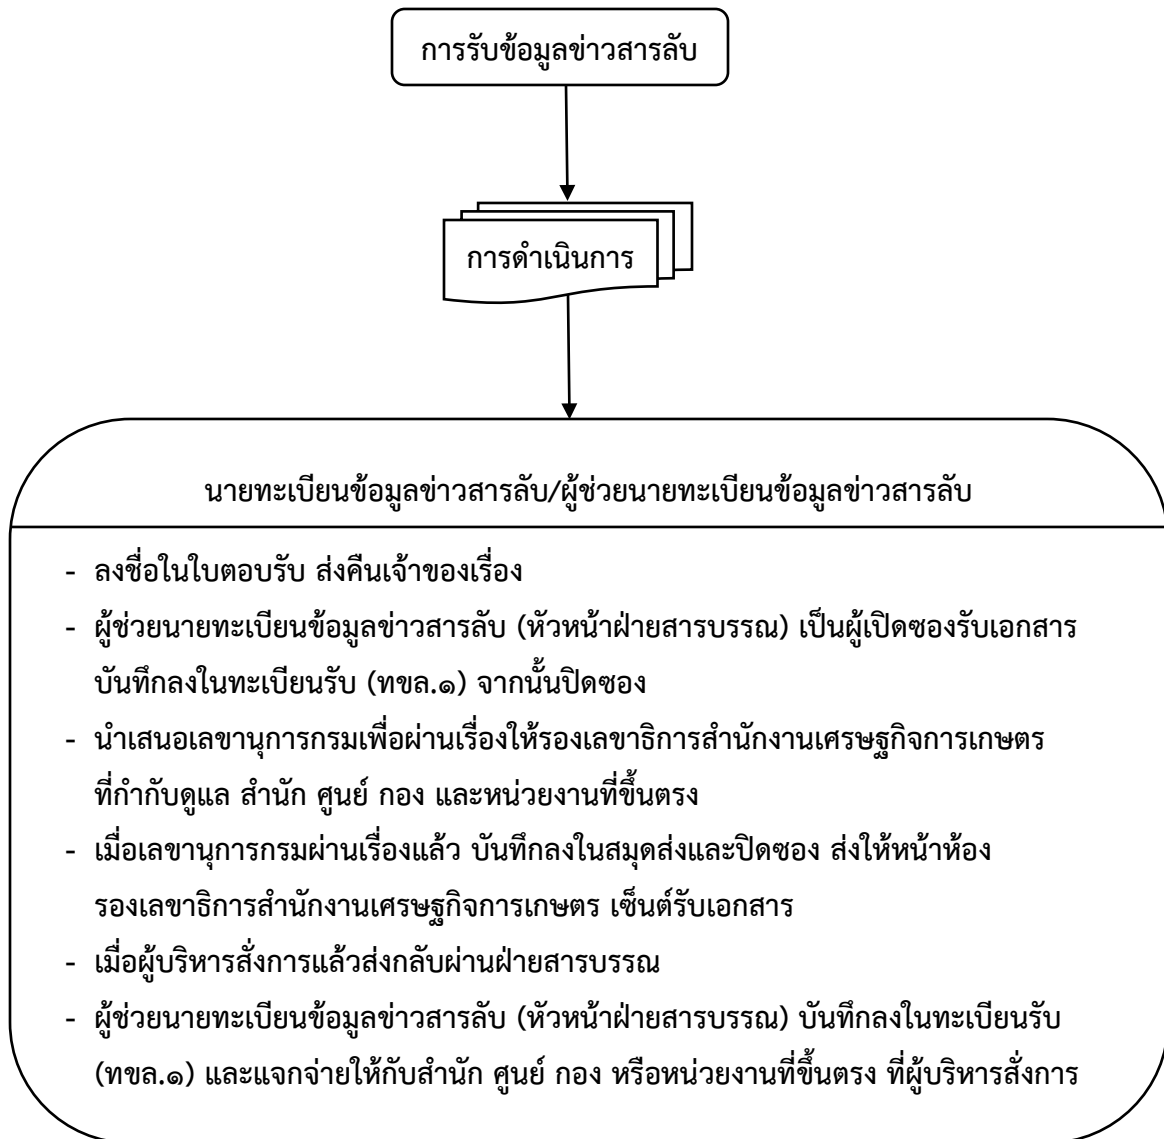 การรับข้อมูลข่าวสารลับ
การดำเนินการ
นายทะเบียนข้อมูลข่าวสารลับ/ผู้ช่วยนายทะเบียนข้อมูลข่าวสารลับ
- ลงชื่อในใบตอบรับ ส่งคืนเจ้าของเรื่อง
- ผู้ช่วยนายทะเบียนข้อมูลข่าวสารลับ (หัวหน้าฝ่ายสารบรรณ) เป็นผู้เปิดซองรับเอกสาร
บันทึกลงในทะเบียนรับ (ทขล.๑) จากนั้นปิดซอง
- นำเสนอเลขานุการกรมเพื่อผ่านเรื่องให้รองเลขาธิการสำนักงานเศรษฐกิจการเกษตร
ที่กำกับดูแล สำนัก ศูนย์ กอง และหน่วยงานที่ขึ้นตรง
- เมื่อเลขานุการกรมผ่านเรื่องแล้ว บันทึกลงในสมุดส่งและปิดซอง ส่งให้หน้าห้อง
รองเลขาธิการสำนักงานเศรษฐกิจการเกษตร เซ็นต์รับเอกสาร
- เมื่อผู้บริหารสั่งการแล้วส่งกลับผ่านฝ่ายสารบรรณ
- ผู้ช่วยนายทะเบียนข้อมูลข่าวสารลับ (หัวหน้าฝ่ายสารบรรณ) บันทึกลงในทะเบียนรับ
(ทขล.๑) และแจกจ่ายให้กับสำนัก ศูนย์ กอง หรือหน่วยงานที่ขึ้นตรง ที่ผู้บริหารสั่งการ